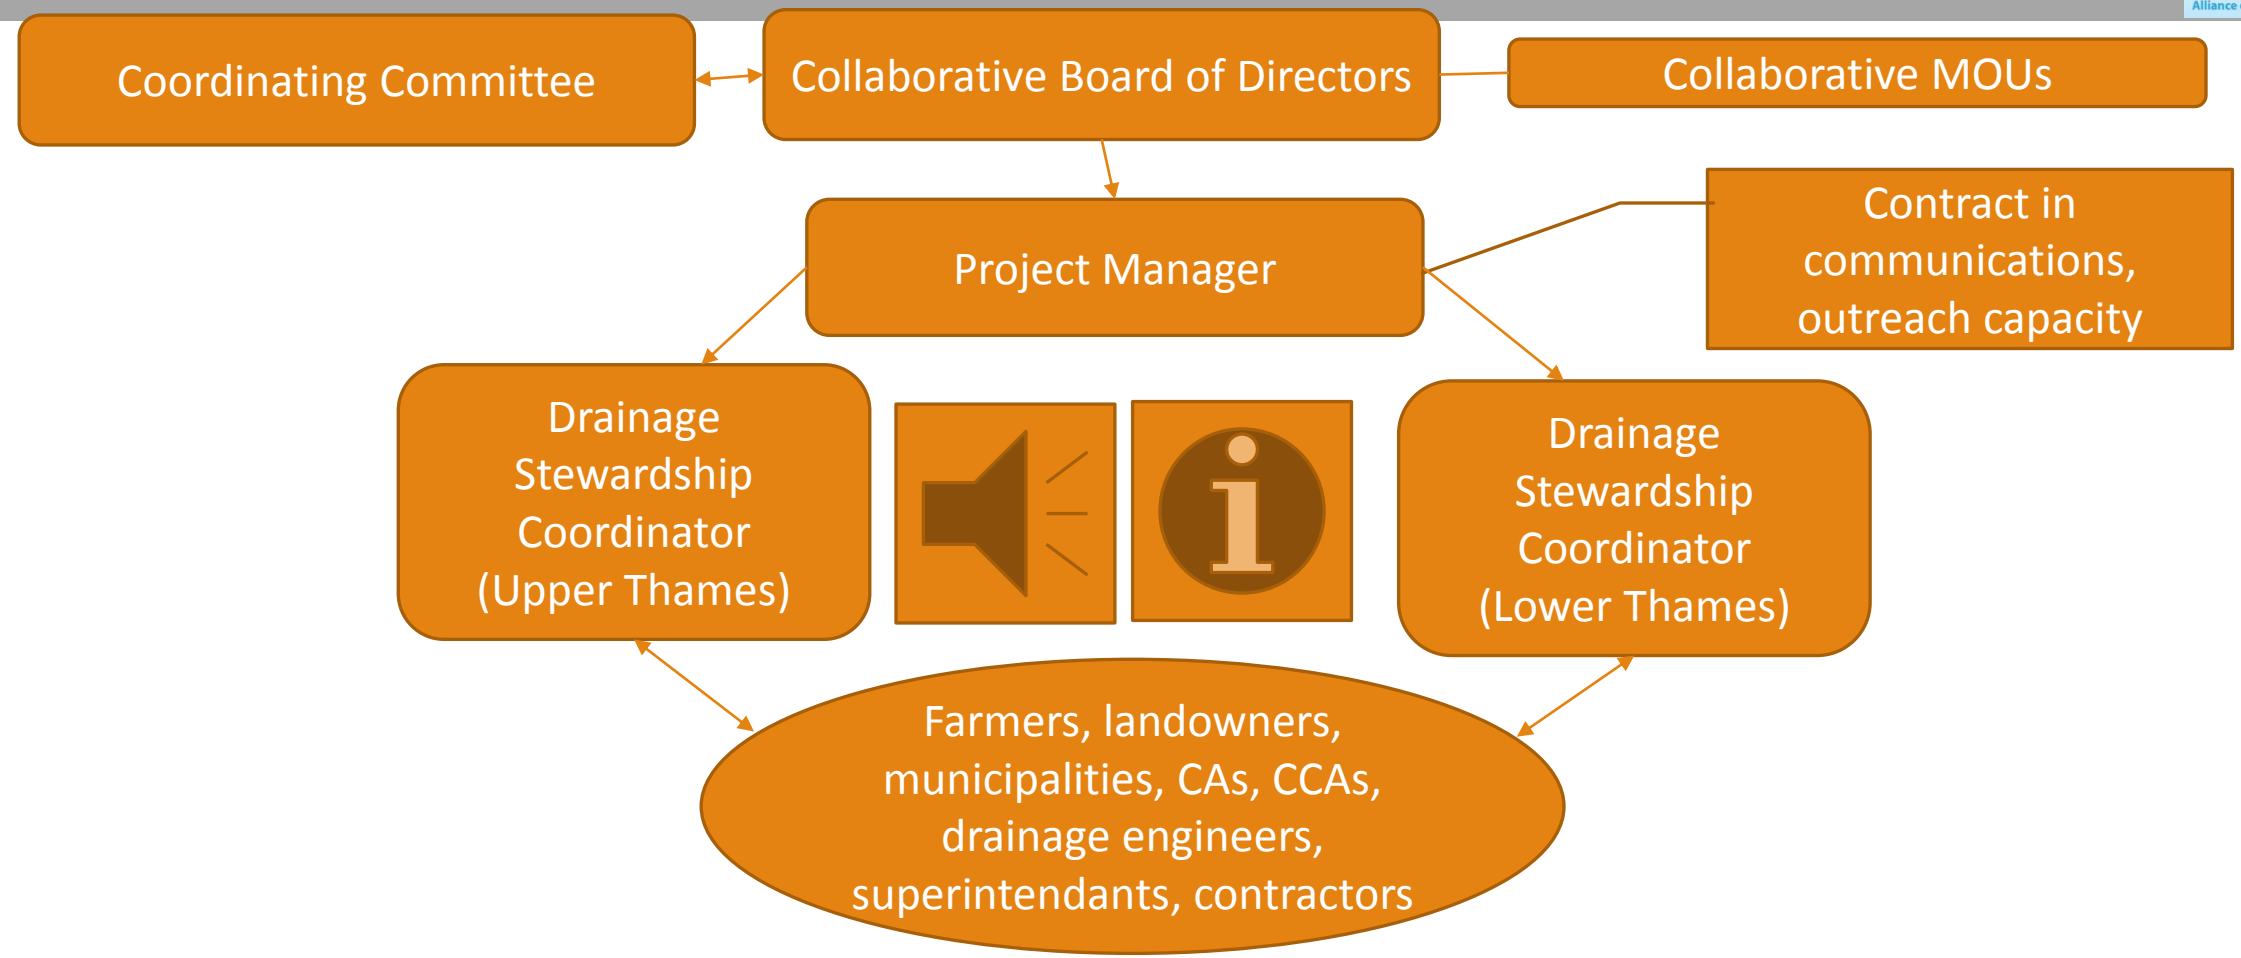 Alliance
Coordinating Committee
Collaborative Board of Directors
Collaborative MOUs
Contract in
communications,
outreach capacity
Project Manager
Drainage
Stewardship
Coordinator
(Upper Thames)
Drainage
Stewardship
Coordinator
(Lower Thames)
Farmers, landowners,
municipalities, CAs, CCAs,
drainage engineers,
superintendants, contractors